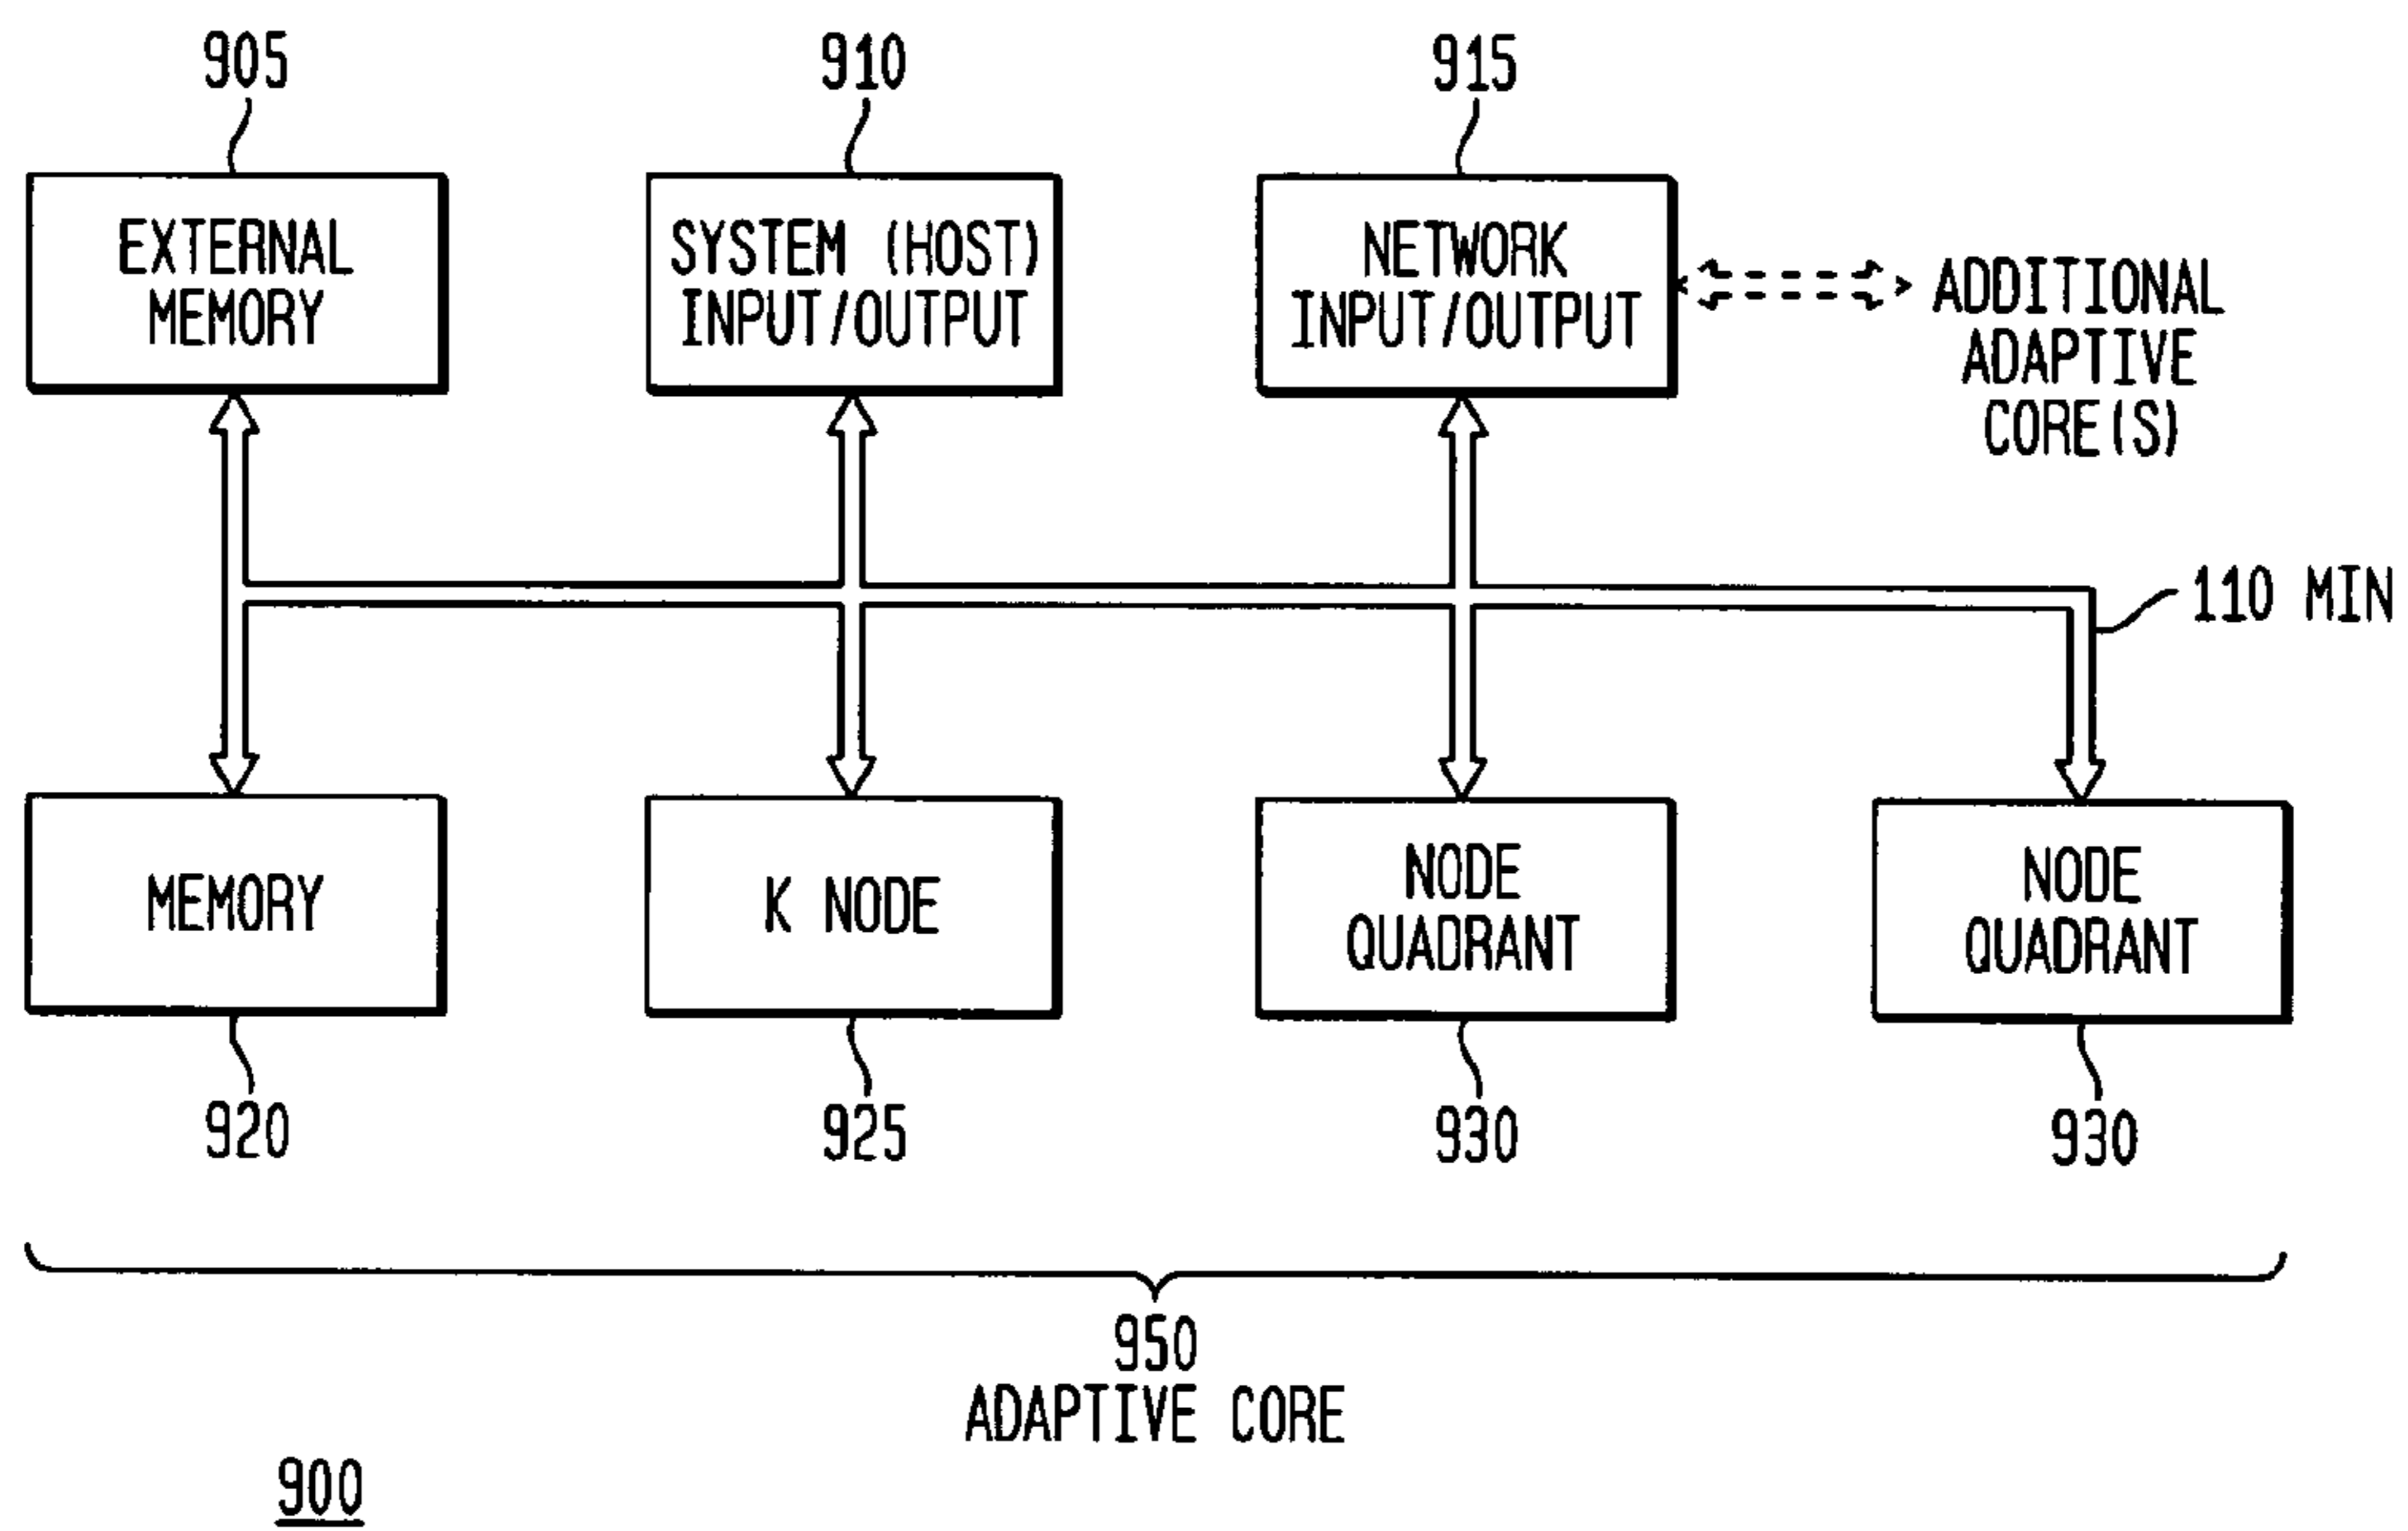 905
910
915
EXTERNAL
MEMORY
SYSTEM (HOST)
INPUT/OUTPUT
NETWORK
INPUT/OUTPUT
ADDITIONAL
ADAPTIVE
CORE(S)
110 MIN
MEMORY
K NODE
NODE
QUADRANT
NODE
QUADRANT
920
925
930
930
950
ADAPTIVE CORE
900